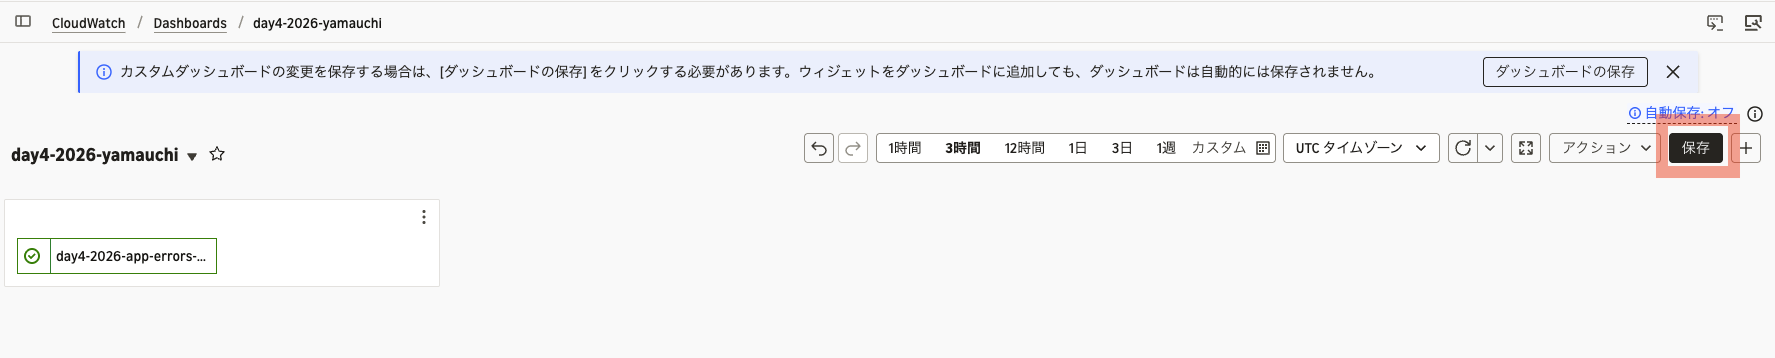 CloudWatch / Dashboards / day4-2026-yamauchi
カスタムダッシュボードの変更を保存する場合は、[ダッシュボードの保存] をクリックする必要があります。ウィジェットをダッシュボードに追加しても、ダッシュボードは自動的には保存されません。 ダッシュボードの保存
自動保存: オフ
day4-2026-yamauchi 1時間 3時間 12時間 1日 3日 1週 カスタム UTC タイムゾーン アクション 保存
day4-2026-app-errors-...